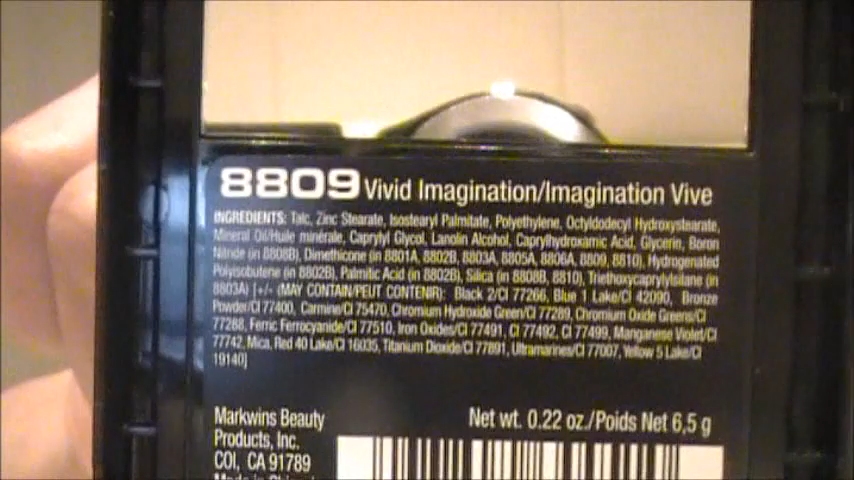 8809 Vivid Imagination/Imagination Vive
INGREDIENTS: Talc, Zinc Stearate, Isostearyl Palmitate, Polyethylene, Octyldodecyl Hydroxystearate,
Mineral Oil/Huile minérale, Caprylyl Glycol, Lanolin Alcohol, Caprylhydroxamic Acid, Glycerin, Boron
Nitride (in 8808B), Dimethicone (in 8801A, 8802B, 8803A, 8805A, 8806A, 8809, 8810), Hydrogenated
Polyisobutene (in 8802B), Palmitic Acid (in 8802B), Silica (in 8808B, 8810), Triethoxycaprylylsilane (in
8803A) [+/- (MAY CONTAIN/PEUT CONTENIR): Black 2/CI 77266, Blue 1 Lake/CI 42090, Bronze
Powder/CI 77400, Carmine/CI 75470, Chromium Hydroxide Green/CI 77289, Chromium Oxide Greens/CI
77288, Ferric Ferrocyanide/CI 77510, Iron Oxides/CI 77491, CI 77492, CI 77499, Manganese Violet/CI
77742, Mica, Red 40 Lake/CI 16035, Titanium Dioxide/CI 77891, Ultramarines/CI 77007, Yellow 5 Lake/CI
19140]
Markwins Beauty
Products, Inc.
COI, CA 91789
Net wt. 0.22 oz./Poids Net 6,5 g